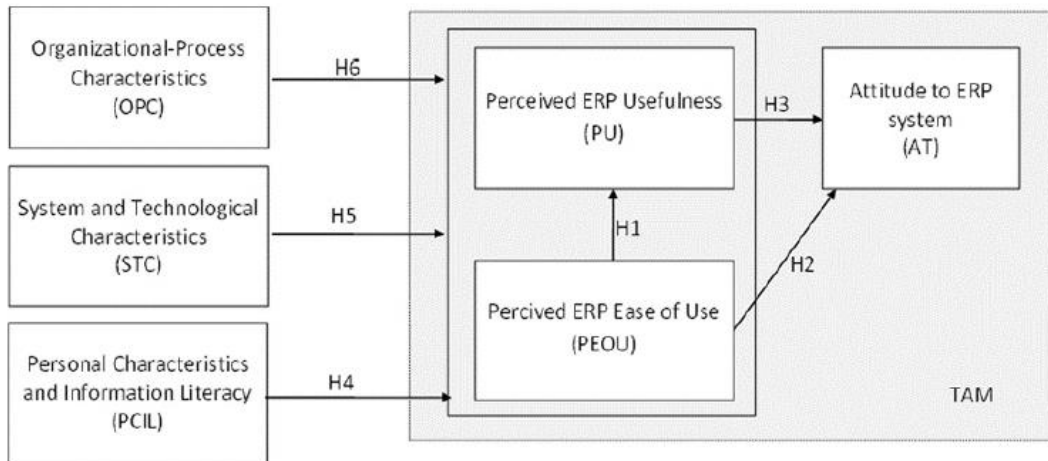 Organizational-Process
Characteristics
(OPC)
H6
System and Technological
Characteristics
(STC)
H5
Personal Characteristics
and Information Literacy
(PCIL)
H4
Perceived ERP Usefulness
(PU)
H1
Percived ERP Ease of Use
(PEOU)
H3
H2
Attitude to ERP
system
(AT)
TAM